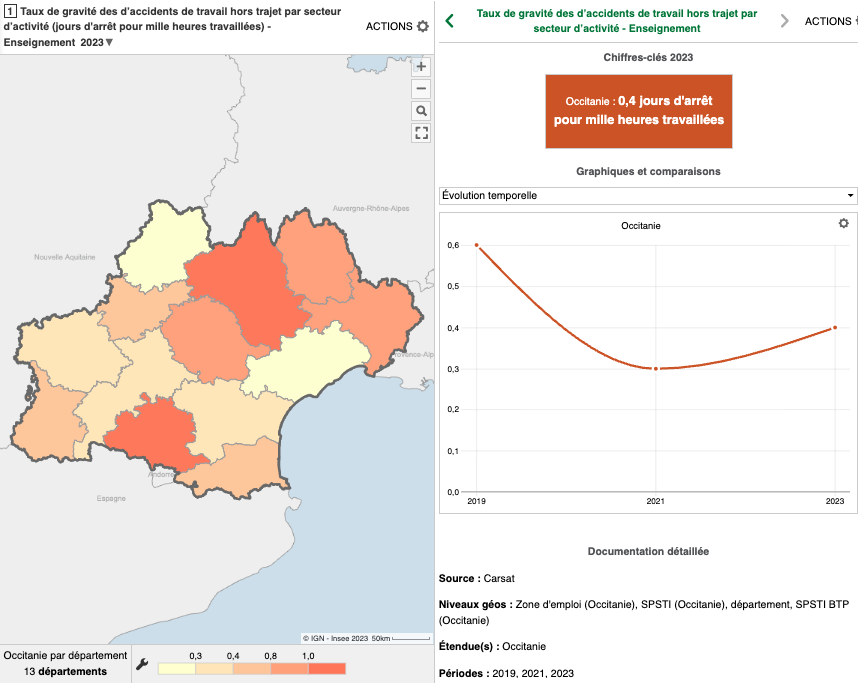 1 Taux de gravité des d'accidents de travail hors trajet par secteur
d'activité (jours d'arrêt pour mille heures travaillées) -
Enseignement 2023▼
ACTIONS
+
−
Auvergne-Rhône-Alpes
Nouvelle Aquitaine
Provence-Alp
Andorre
Espagne
© IGN - Insee 2023 50km
Occitanie par département
13 départements
0,3 0,4 0,8 1,0
Taux de gravité des d'accidents de travail hors trajet par
secteur d'activité - Enseignement
ACTIONS
Chiffres-clés 2023
Occitanie : 0,4 jours d'arrêt
pour mille heures travaillées
Graphiques et comparaisons
Évolution temporelle
Occitanie
0,6
0,5
0,4
0,3
0,2
0,1
0,0
2019 2021 2023
Documentation détaillée
Source : Carsat
Niveaux géos : Zone d'emploi (Occitanie), SPSTI (Occitanie), département, SPSTI BTP
(Occitanie)
Étendue(s) : Occitanie
Périodes : 2019, 2021, 2023